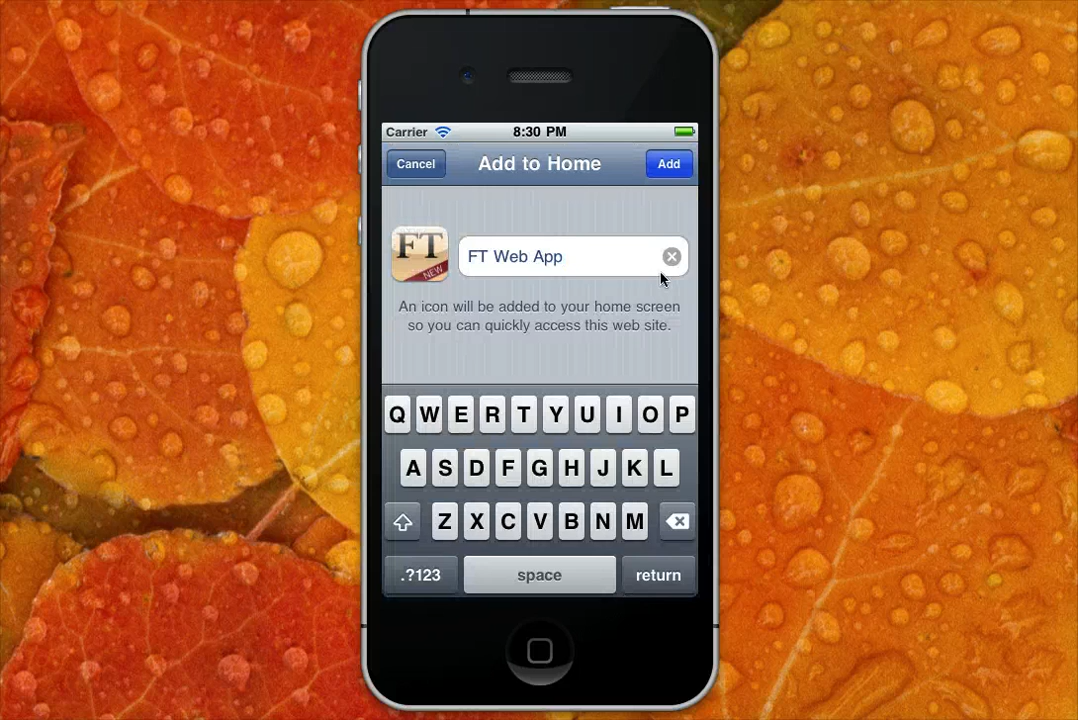 Carrier 8:30 PM
Cancel Add to Home Add
FT NEW FT Web App
An icon will be added to your home screen
so you can quickly access this web site.
Q W E R T Y U I O P
A S D F G H J K L
Z X C V B N M
.?123 space return